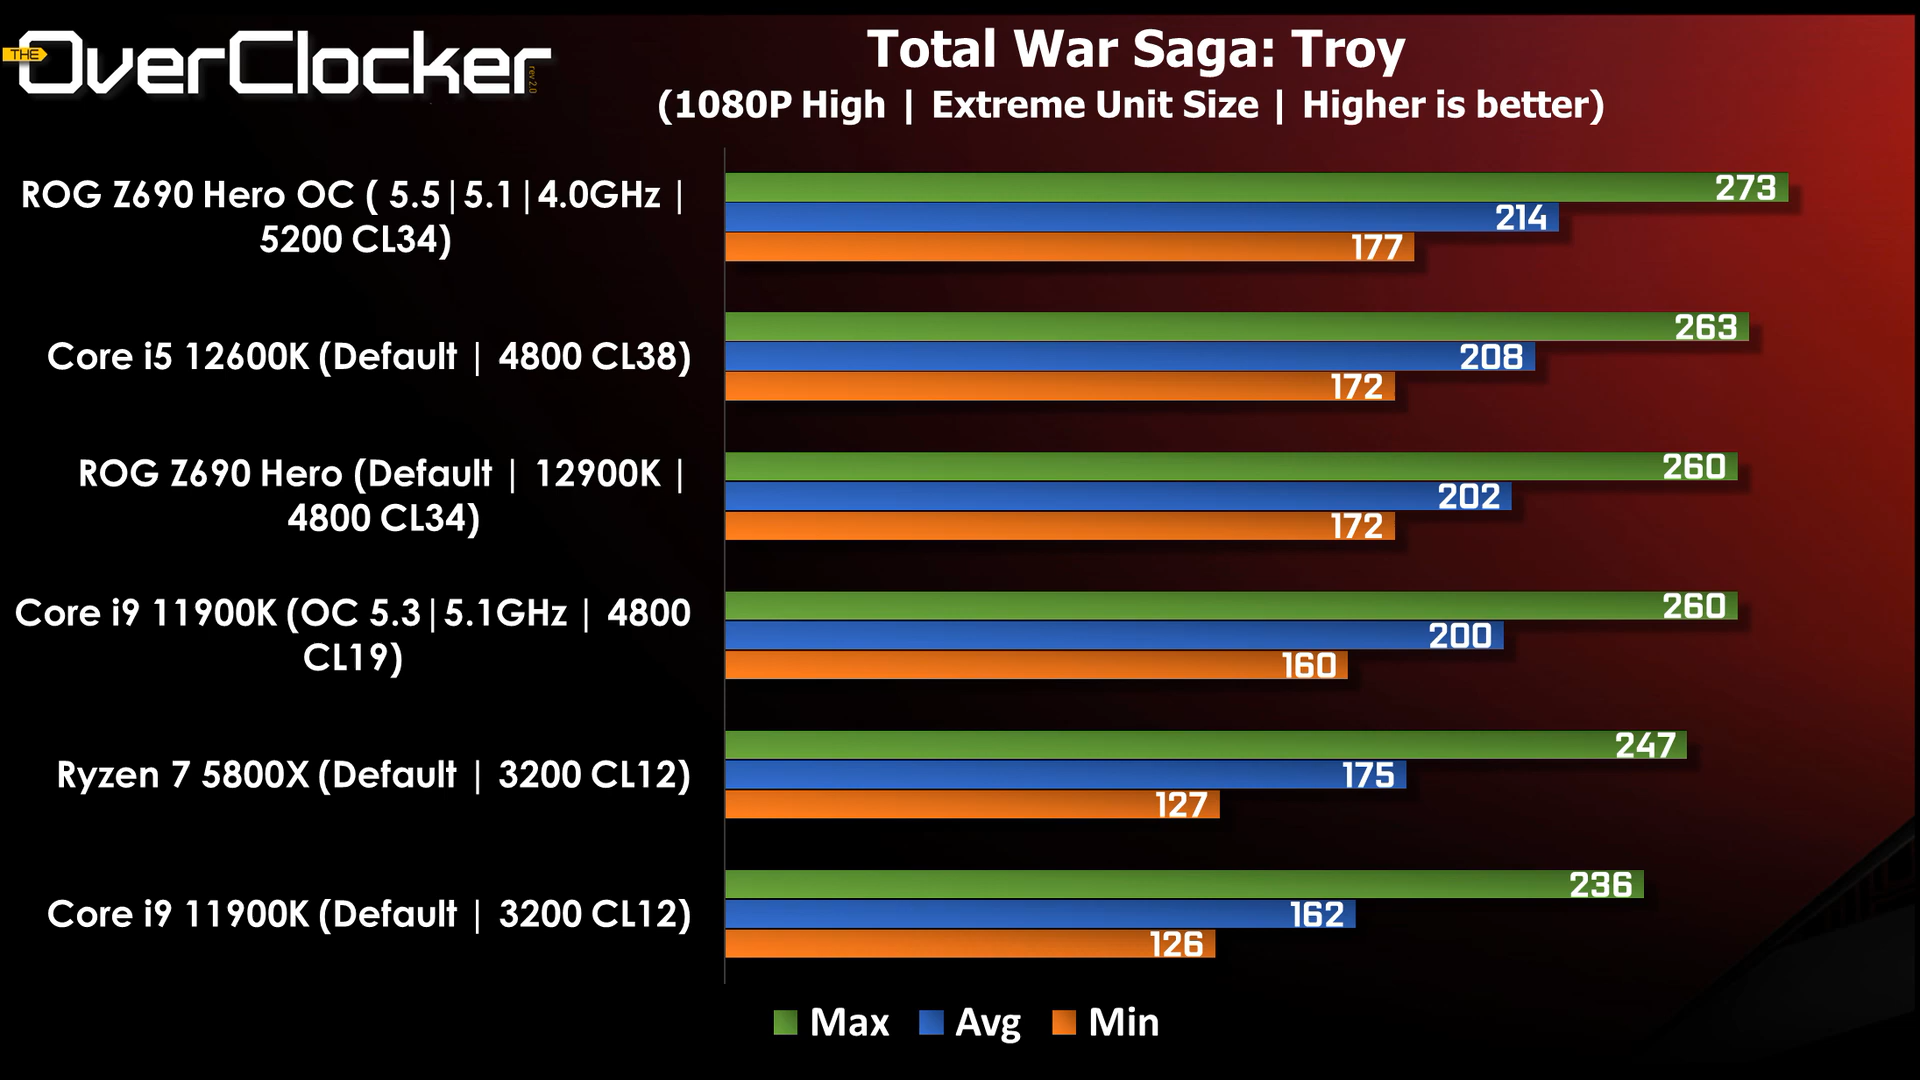 THE OverClocker rev 2.0
Total War Saga: Troy
(1080P High | Extreme Unit Size | Higher is better)
ROG Z690 Hero OC ( 5.5|5.1|4.0GHz |
5200 CL34)
273
214
177
Core i5 12600K (Default | 4800 CL38)
263
208
172
ROG Z690 Hero (Default | 12900K |
4800 CL34)
260
202
172
Core i9 11900K (OC 5.3|5.1GHz | 4800
CL19)
260
200
160
Ryzen 7 5800X (Default | 3200 CL12)
247
175
127
Core i9 11900K (Default | 3200 CL12)
236
162
126
Max Avg Min